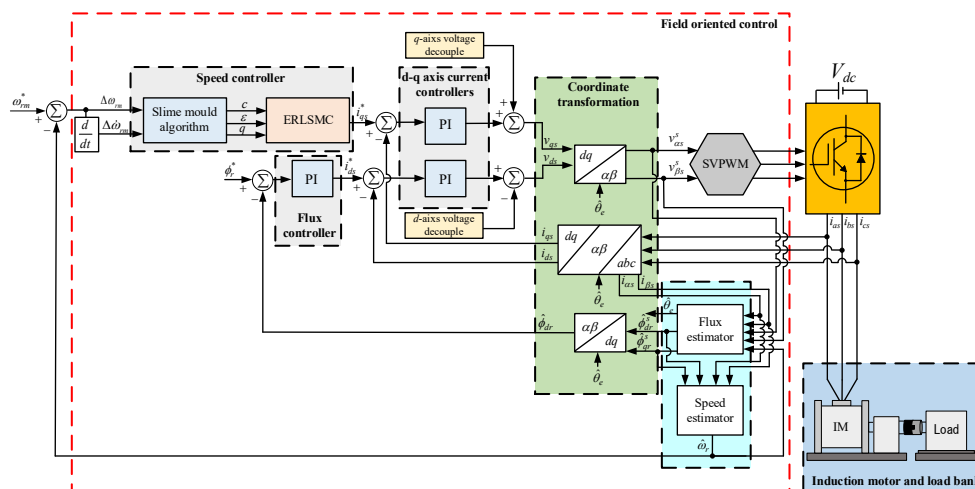 Field oriented control
q-aixs voltage
decouple
V_dc
Speed controller
d-q axis current
controllers
Coordinate
transformation
ω*_rm
Δω_rm
d
dt
Δω̇_rm
Slime mould
algorithm
c
ε
q
ERLSMC
i*_qs
PI
v_qs
v_ds
dq
αβ
θ̂_e
v^s_αs
v^s_βs
SVPWM
φ*_r
PI
i*_ds
PI
Flux
controller
d-aixs voltage
decouple
i_as
i_bs
i_cs
i_qs
i_ds
dq
αβ
abc
i_αs
i_βs
θ̂_e
θ̂_e
φ̂_dr
αβ
dq
φ̂^s_dr
φ̂^s_qr
θ̂_e
Flux
estimator
Speed
estimator
ω̂_r
IM
Load
Induction motor and load ban